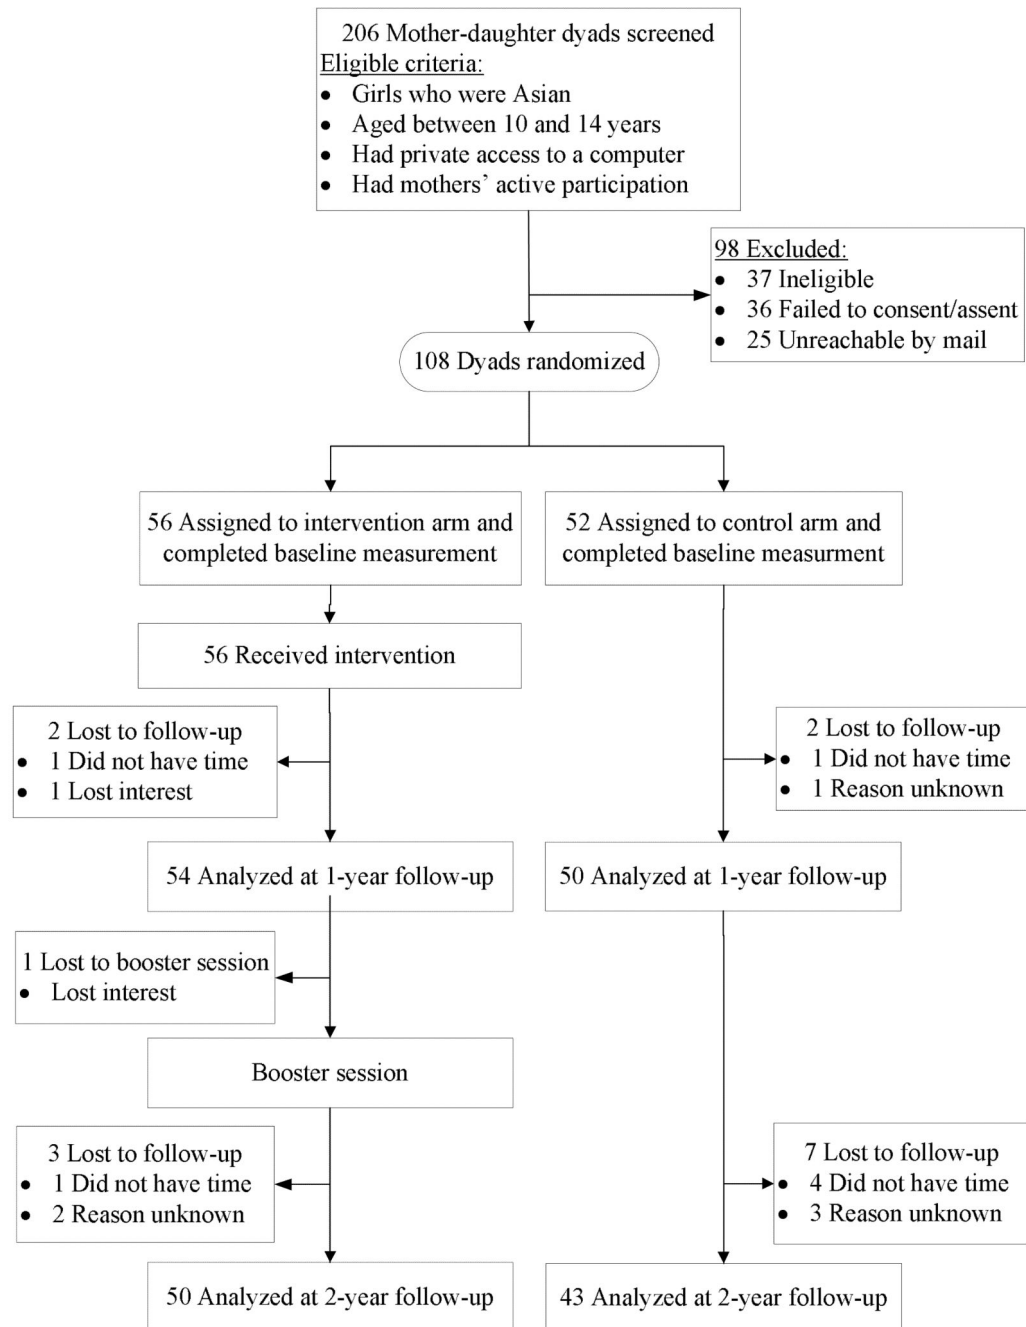 206 Mother-daughter dyads screened
Eligible criteria:
• Girls who were Asian
• Aged between 10 and 14 years
• Had private access to a computer
• Had mothers' active participation
98 Excluded:
• 37 Ineligible
• 36 Failed to consent/assent
• 25 Unreachable by mail
108 Dyads randomized
56 Assigned to intervention arm and
completed baseline measurement
52 Assigned to control arm and
completed baseline measurment
56 Received intervention
2 Lost to follow-up
• 1 Did not have time
• 1 Lost interest
2 Lost to follow-up
• 1 Did not have time
• 1 Reason unknown
54 Analyzed at 1-year follow-up
50 Analyzed at 1-year follow-up
1 Lost to booster session
• Lost interest
Booster session
3 Lost to follow-up
• 1 Did not have time
• 2 Reason unknown
7 Lost to follow-up
• 4 Did not have time
• 3 Reason unknown
50 Analyzed at 2-year follow-up
43 Analyzed at 2-year follow-up